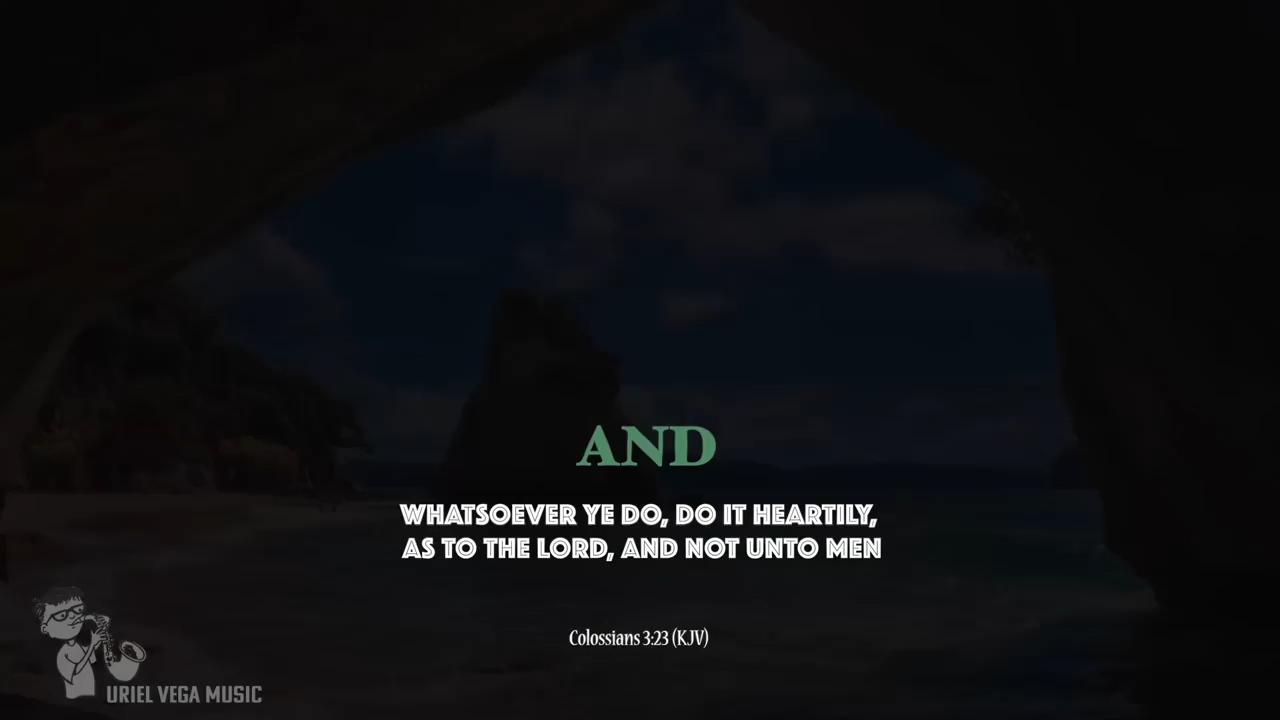 AND
WHATSOEVER YE DO, DO IT HEARTILY,
AS TO THE LORD, AND NOT UNTO MEN
Colossians 3:23 (KJV)
URIEL VEGA MUSIC